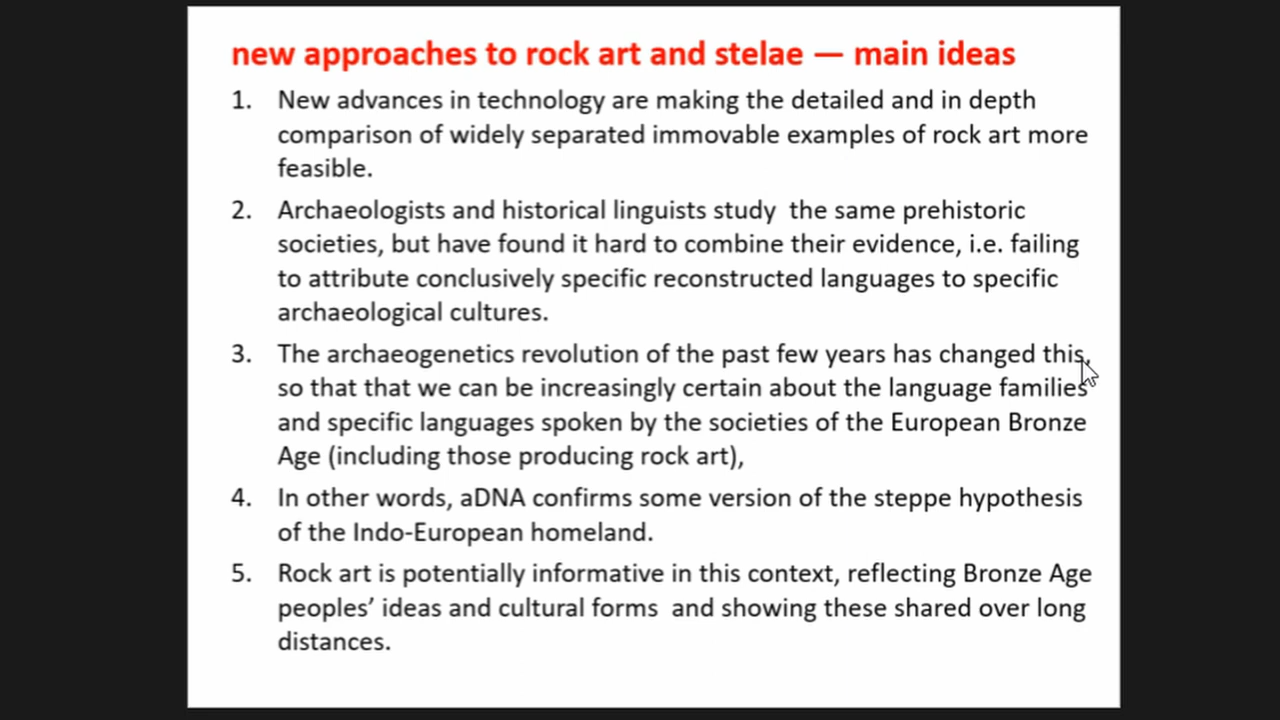 new approaches to rock art and stelae — main ideas
1. New advances in technology are making the detailed and in depth
comparison of widely separated immovable examples of rock art more
feasible.
2. Archaeologists and historical linguists study  the same prehistoric
societies, but have found it hard to combine their evidence, i.e. failing
to attribute conclusively specific reconstructed languages to specific
archaeological cultures.
3. The archaeogenetics revolution of the past few years has changed this,
so that that we can be increasingly certain about the language families
and specific languages spoken by the societies of the European Bronze
Age (including those producing rock art),
4. In other words, aDNA confirms some version of the steppe hypothesis
of the Indo-European homeland.
5. Rock art is potentially informative in this context, reflecting Bronze Age
peoples’ ideas and cultural forms  and showing these shared over long
distances.